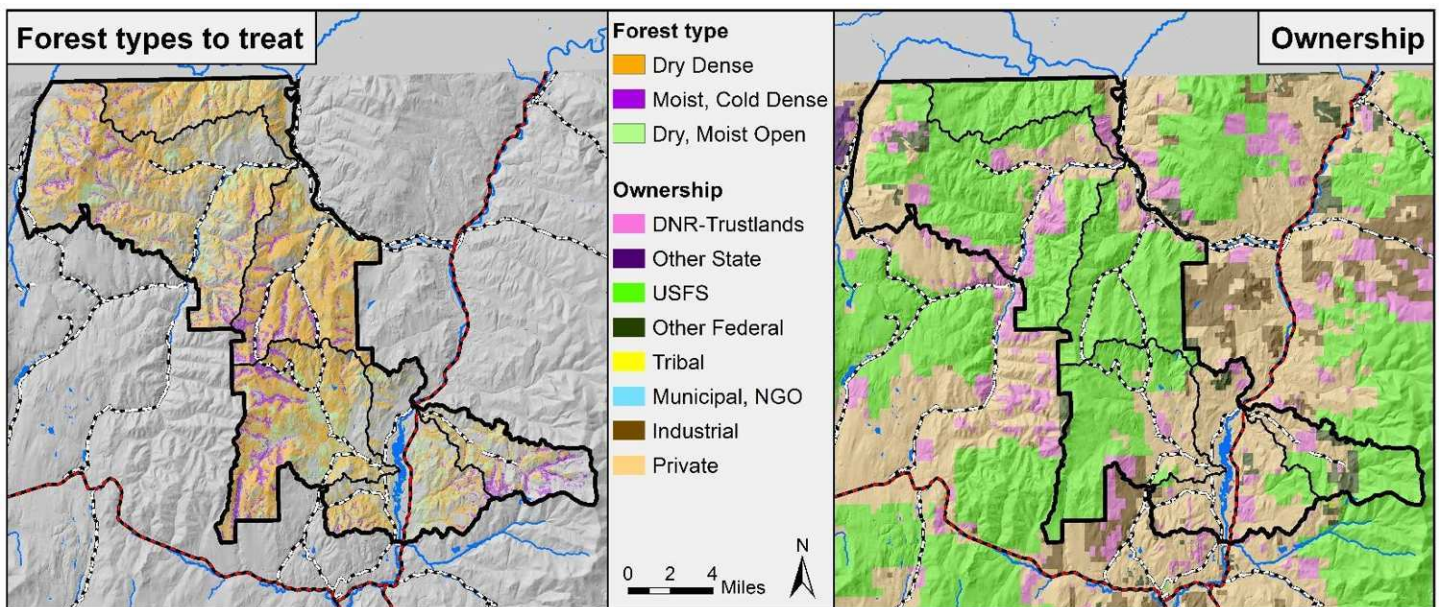 Forest types to treat
Forest type
Dry Dense
Moist, Cold Dense
Dry, Moist Open
Ownership
DNR-Trustlands
Other State
USFS
Other Federal
Tribal
Municipal, NGO
Industrial
Private
N
0 2 4
Miles
Ownership